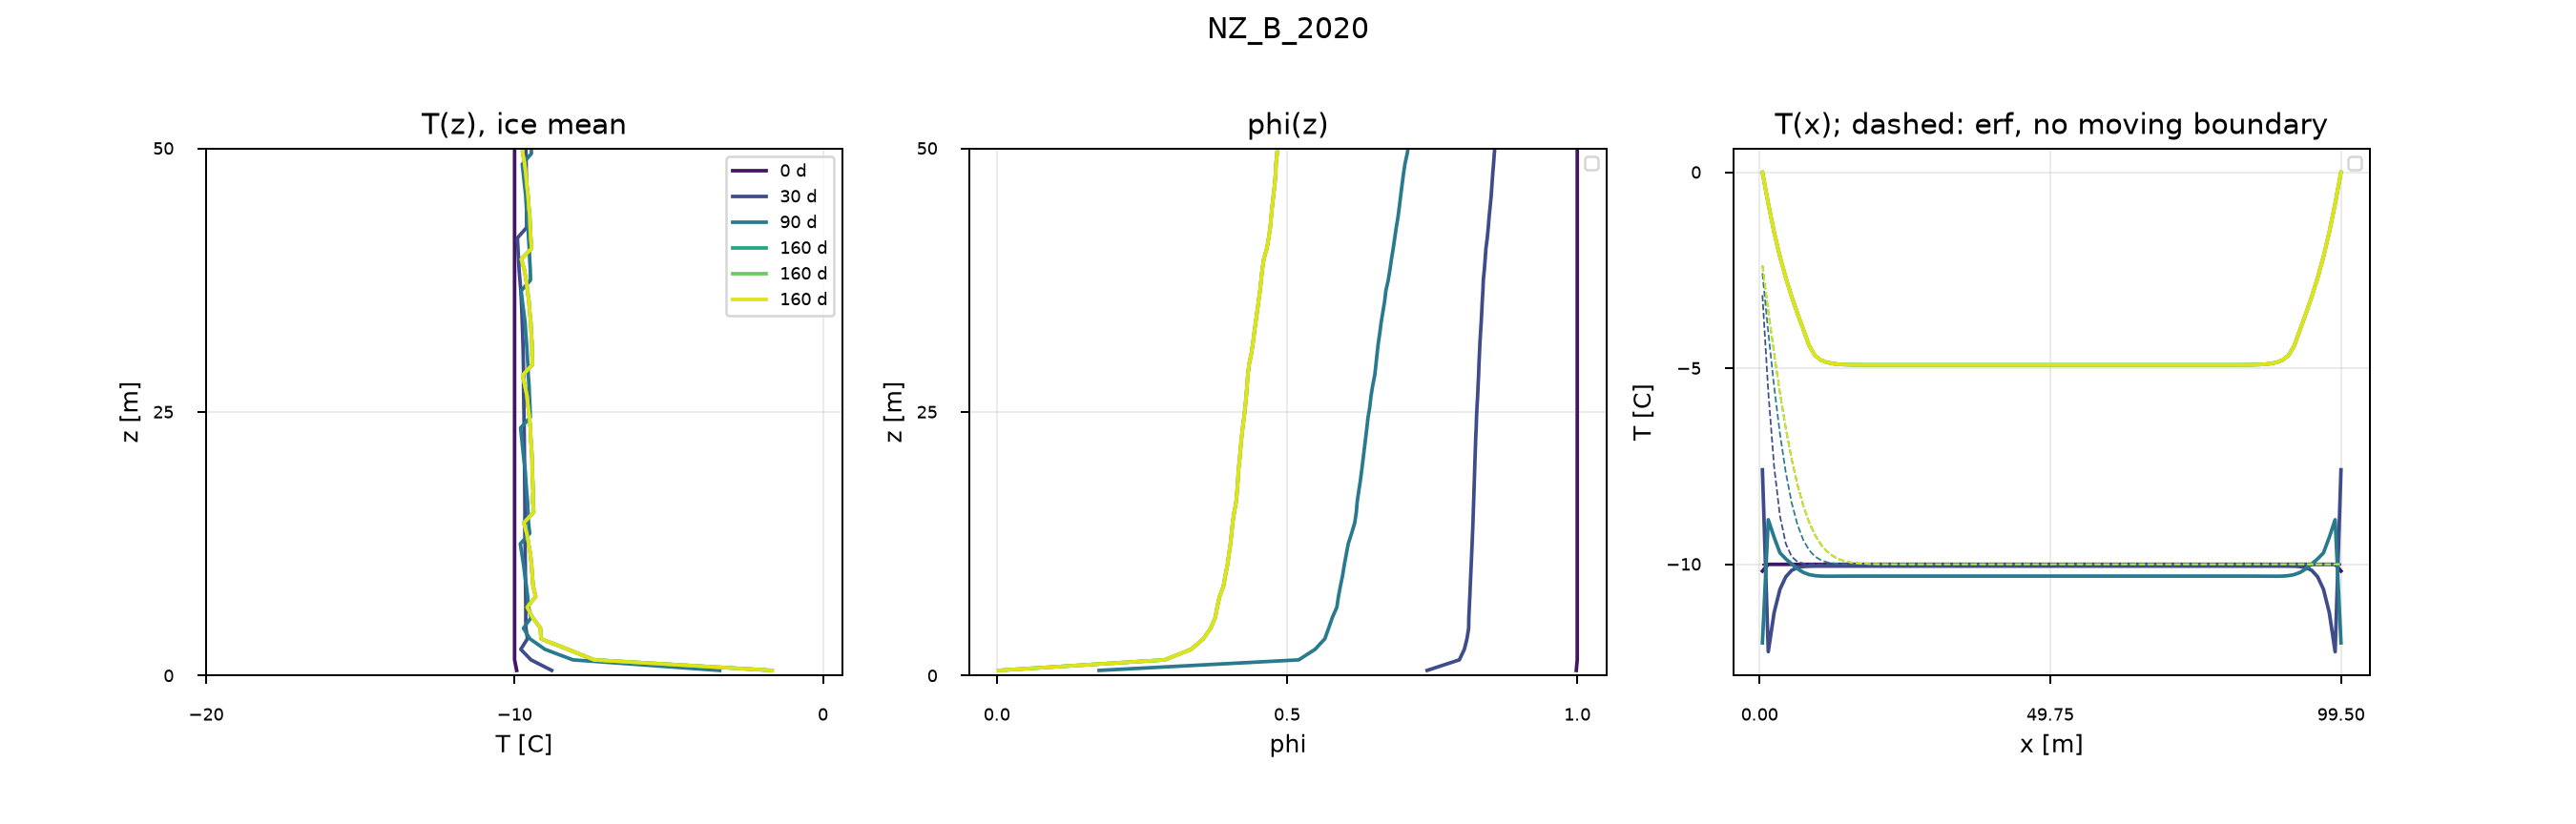 NZ_B_2020
T(z), ice mean
50
25
0
z [m]
−20
−10
0
T [C]
0 d
30 d
90 d
160 d
160 d
160 d
phi(z)
50
25
0
z [m]
0.0
0.5
1.0
phi
T(x); dashed: erf, no moving boundary
0
−5
−10
T [C]
0.00
49.75
99.50
x [m]